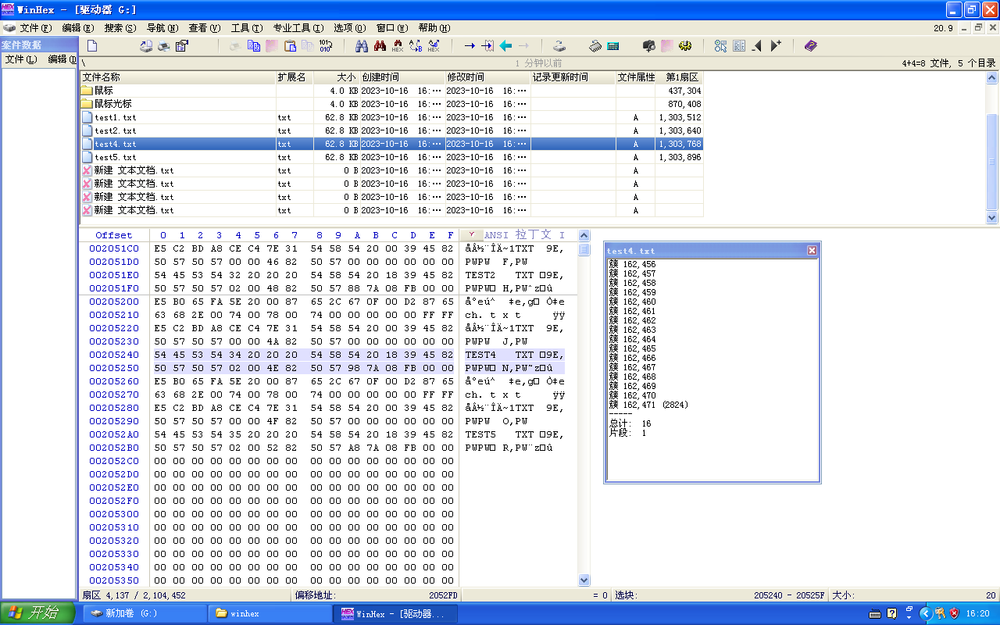 WinHex - [驱动器 G:]
文件(F) 编辑(E) 搜索(S) 导航(N) 查看(V) 工具(T) 专业工具(I) 选项(O) 窗口(W) 帮助(H) 20.9
案件数据
文件(L) 编辑(D
\ 1 分钟以前 4+4=8 文件, 5 个目录
文件名称 扩展名 大小 创建时间 修改时间 记录更新时间 文件属性 第1扇区
鼠标 4.0 KB 2023-10-16 16:… 2023-10-16 16:… 437,304
鼠标光标 4.0 KB 2023-10-16 16:… 2023-10-16 16:… 870,408
test1.txt txt 62.8 KB 2023-10-16 16:… 2023-10-16 16:… A 1,303,512
test2.txt txt 62.8 KB 2023-10-16 16:… 2023-10-16 16:… A 1,303,640
test4.txt txt 62.8 KB 2023-10-16 16:… 2023-10-16 16:… A 1,303,768
test5.txt txt 62.8 KB 2023-10-16 16:… 2023-10-16 16:… A 1,303,896
新建 文本文档.txt txt 0 B 2023-10-16 16:… 2023-10-16 16:… A
新建 文本文档.txt txt 0 B 2023-10-16 16:… 2023-10-16 16:… A
新建 文本文档.txt txt 0 B 2023-10-16 16:… 2023-10-16 16:… A
新建 文本文档.txt txt 0 B 2023-10-16 16:… 2023-10-16 16:… A
Offset 0 1 2 3 4 5 6 7 8 9 A B C D E F ANSI 拉丁文 I
002051C0 E5 C2 BD A8 CE C4 7E 31 54 58 54 20 00 39 45 82 åÂ½¨ÎÄ~1TXT 9E,
002051D0 50 57 50 57 00 00 46 82 50 57 00 00 00 00 00 00 PWPW F,PW
002051E0 54 45 53 54 32 20 20 20 54 58 54 20 18 39 45 82 TEST2 TXT □9E,
002051F0 50 57 50 57 02 00 48 82 50 57 88 7A 08 FB 00 00 PWPW□ H,PWˆz□û
00205200 E5 B0 65 FA 5E 20 00 87 65 2C 67 0F 00 D2 87 65 å°eú^ ‡e,g□ Ò‡e
00205210 63 68 2E 00 74 00 78 00 74 00 00 00 00 00 FF FF ch. t x t ÿÿ
00205220 E5 C2 BD A8 CE C4 7E 31 54 58 54 20 00 39 45 82 åÂ½¨ÎÄ~1TXT 9E,
00205230 50 57 50 57 00 00 4A 82 50 57 00 00 00 00 00 00 PWPW J,PW
00205240 54 45 53 54 34 20 20 20 54 58 54 20 18 39 45 82 TEST4 TXT □9E,
00205250 50 57 50 57 02 00 4E 82 50 57 98 7A 08 FB 00 00 PWPW□ N,PW˜z□û
00205260 E5 B0 65 FA 5E 20 00 87 65 2C 67 0F 00 D2 87 65 å°eú^ ‡e,g□ Ò‡e
00205270 63 68 2E 00 74 00 78 00 74 00 00 00 00 00 FF FF ch. t x t ÿÿ
00205280 E5 C2 BD A8 CE C4 7E 31 54 58 54 20 00 39 45 82 åÂ½¨ÎÄ~1TXT 9E,
00205290 50 57 50 57 00 00 4F 82 50 57 00 00 00 00 00 00 PWPW O,PW
002052A0 54 45 53 54 35 20 20 20 54 58 54 20 18 39 45 82 TEST5 TXT □9E,
002052B0 50 57 50 57 02 00 52 82 50 57 A8 7A 08 FB 00 00 PWPW□ R,PW¨z□û
002052C0 00 00 00 00 00 00 00 00 00 00 00 00 00 00 00 00
002052D0 00 00 00 00 00 00 00 00 00 00 00 00 00 00 00 00
002052E0 00 00 00 00 00 00 00 00 00 00 00 00 00 00 00 00
002052F0 00 00 00 00 00 00 00 00 00 00 00 00 00 00 00 00
00205300 00 00 00 00 00 00 00 00 00 00 00 00 00 00 00 00
00205310 00 00 00 00 00 00 00 00 00 00 00 00 00 00 00 00
00205320 00 00 00 00 00 00 00 00 00 00 00 00 00 00 00 00
00205330 00 00 00 00 00 00 00 00 00 00 00 00 00 00 00 00
00205340 00 00 00 00 00 00 00 00 00 00 00 00 00 00 00 00
00205350 00 00 00 00 00 00 00 00 00 00 00 00 00 00 00 00
test4.txt
簇 162,456
簇 162,457
簇 162,458
簇 162,459
簇 162,460
簇 162,461
簇 162,462
簇 162,463
簇 162,464
簇 162,465
簇 162,466
簇 162,467
簇 162,468
簇 162,469
簇 162,470
簇 162,471 (2824)
-----
总计: 16
片段: 1
扇区 4,137 / 2,104,452 偏移地址: 2052FD = 0 选块: 205240 - 20525F 大小: 20
开始 新加卷 (G:) winhex WinHex - [驱动器... 16:20